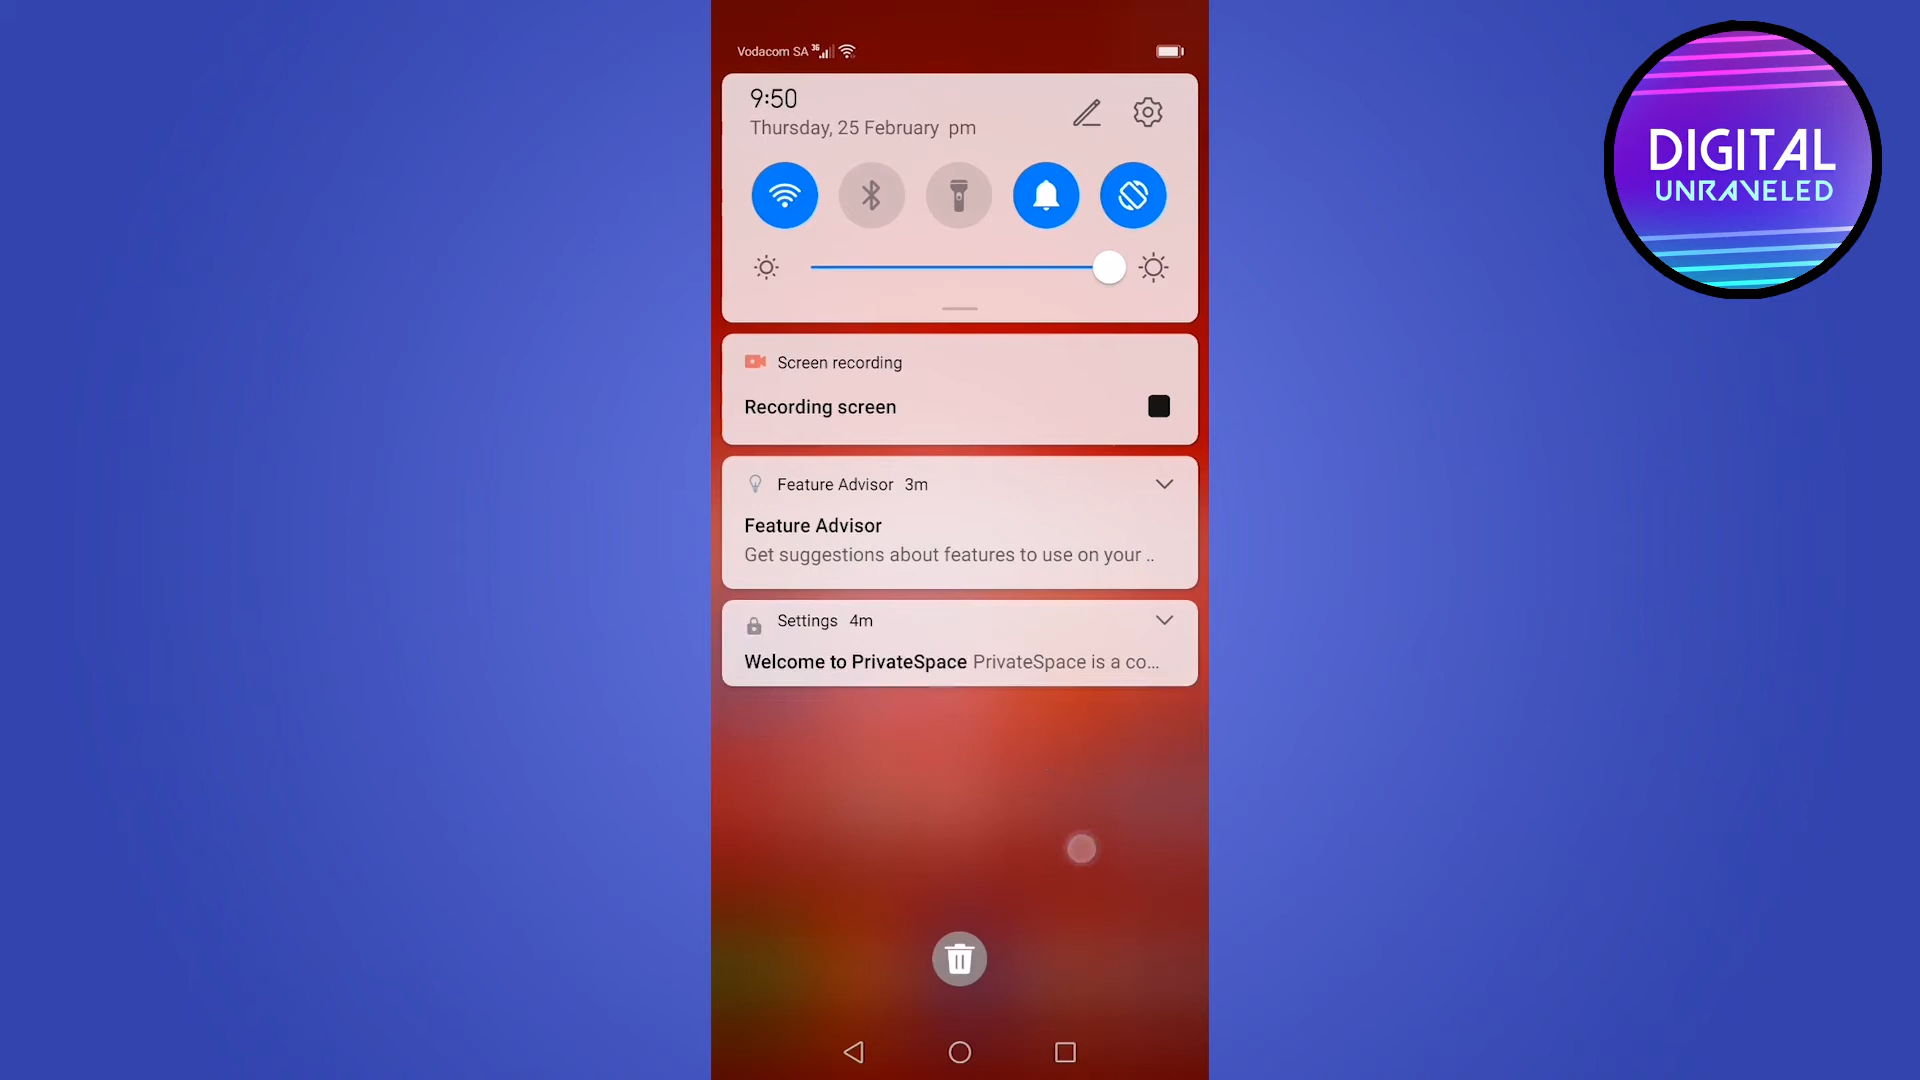 Vodacom SA 3G
9:50
Thursday, 25 February pm
Screen recording
Recording screen
Feature Advisor 3m
Feature Advisor
Get suggestions about features to use on your ..
Settings 4m
Welcome to PrivateSpace PrivateSpace is a co...
DIGITAL
UNRAVELED